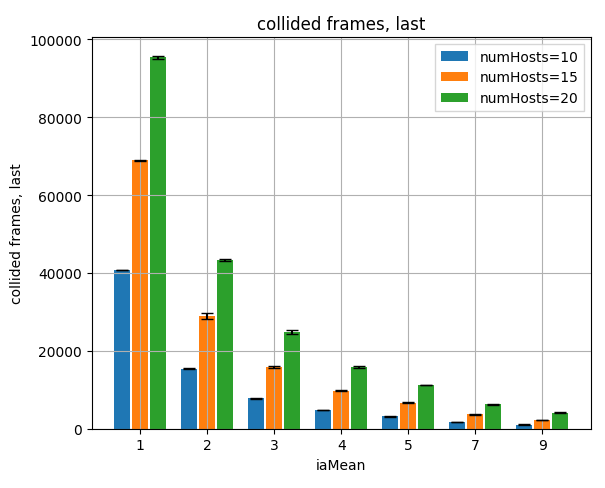 collided frames, last
numHosts=10
numHosts=15
numHosts=20
100000
80000
60000
40000
20000
0
collided frames, last
1 2 3 4 5 7 9
iaMean